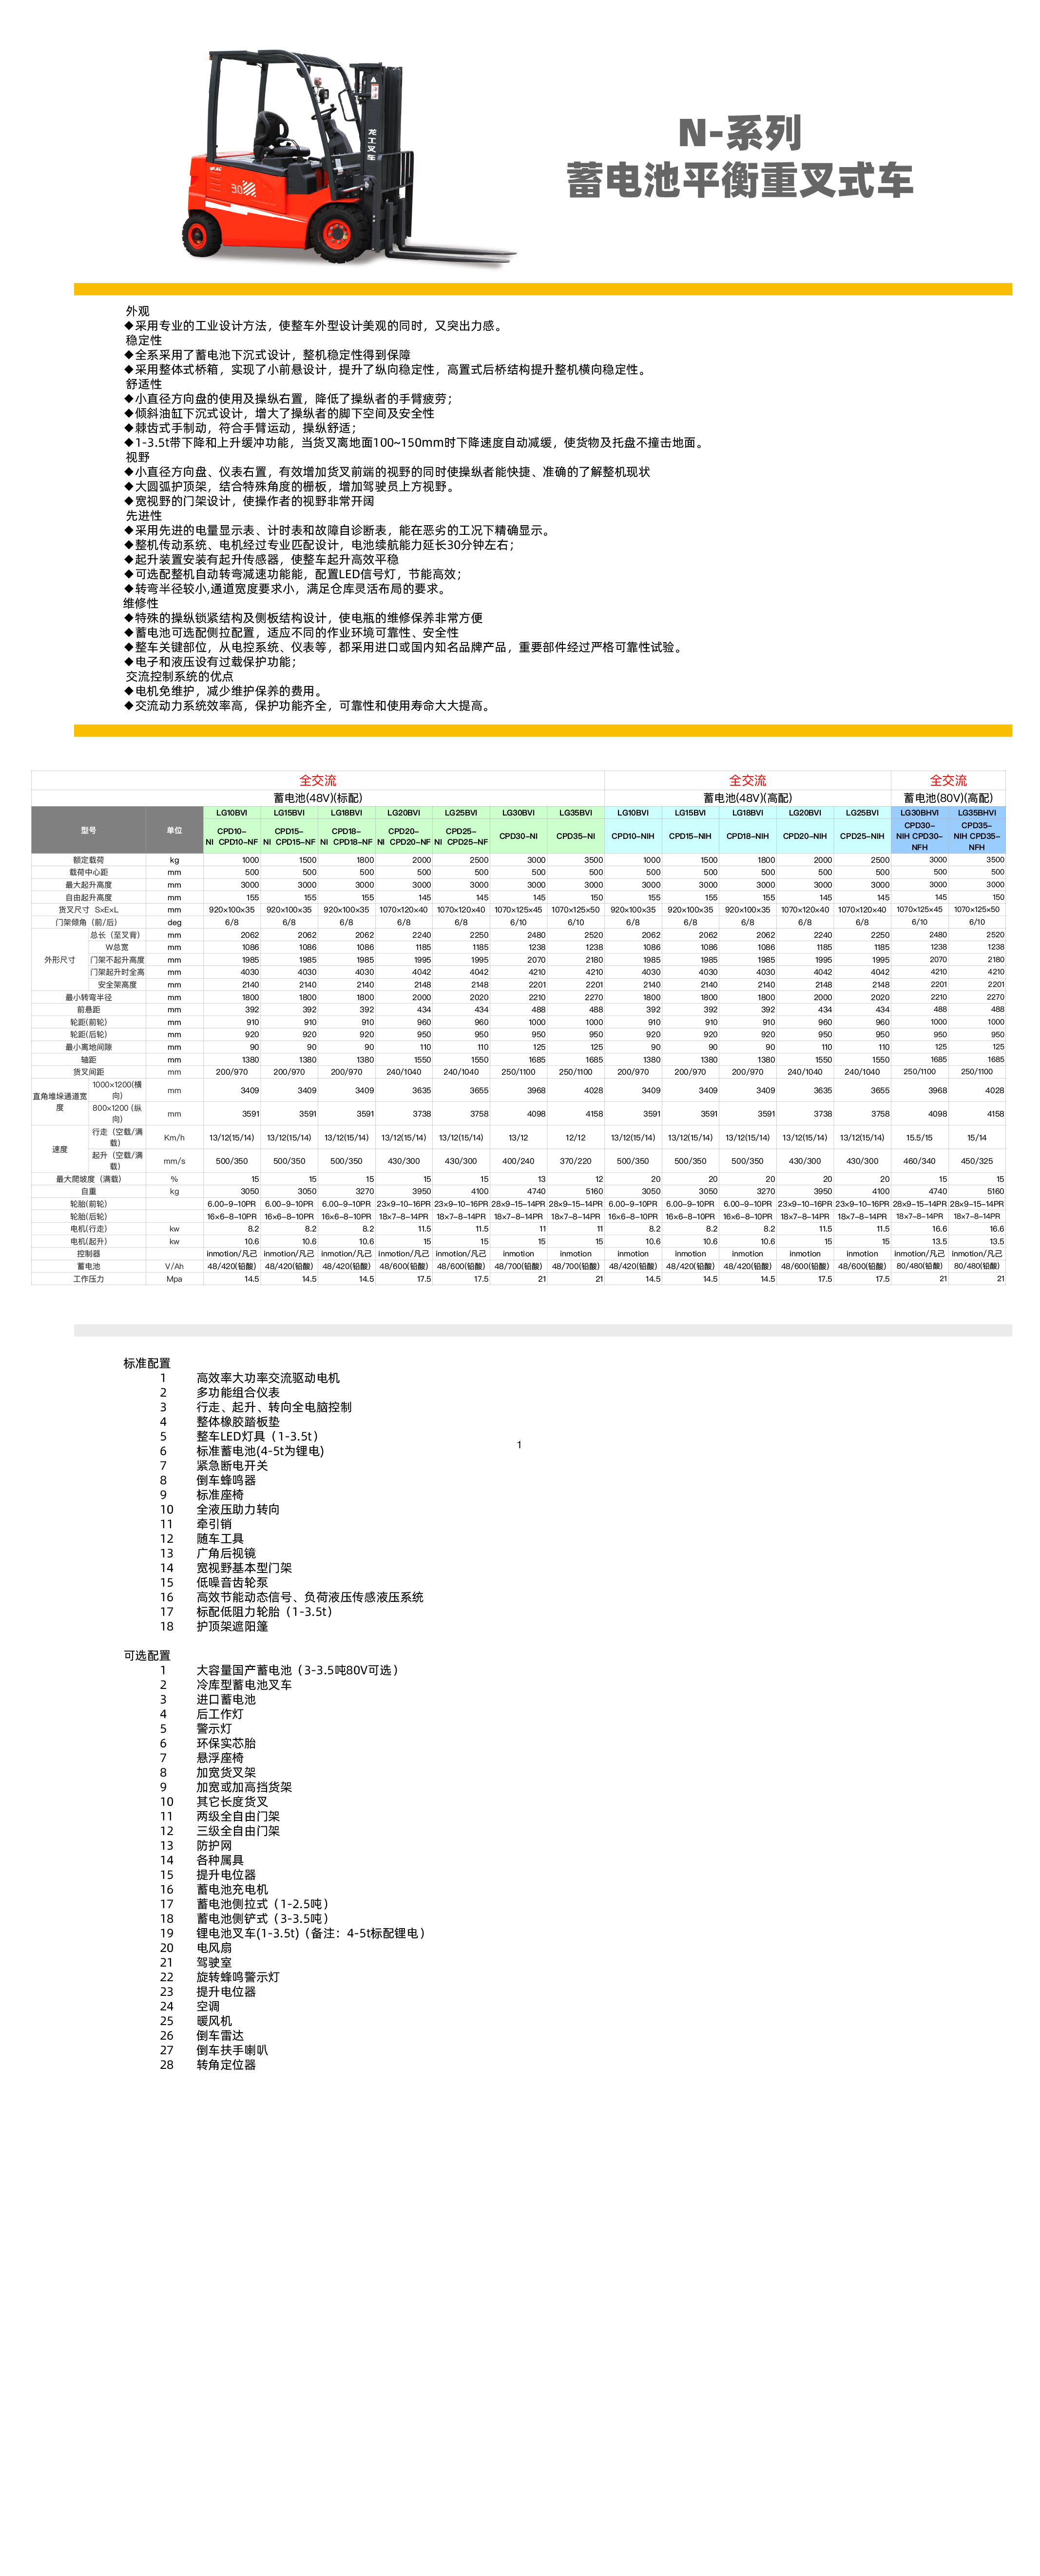 龙工叉车
30
N-系列
蓄电池平衡重叉式车
外观
◆采用专业的工业设计方法，使整车外型设计美观的同时，又突出力感。
稳定性
◆全系采用了蓄电池下沉式设计，整机稳定性得到保障
◆采用整体式桥箱，实现了小前悬设计，提升了纵向稳定性，高置式后桥结构提升整机横向稳定性。
舒适性
◆小直径方向盘的使用及操纵右置，降低了操纵者的手臂疲劳；
◆倾斜油缸下沉式设计，增大了操纵者的脚下空间及安全性
◆棘齿式手制动，符合手臂运动，操纵舒适；
◆1-3.5t带下降和上升缓冲功能，当货叉离地面100~150mm时下降速度自动减缓，使货物及托盘不撞击地面。
视野
◆小直径方向盘、仪表右置，有效增加货叉前端的视野的同时使操纵者能快捷、准确的了解整机现状
◆大圆弧护顶架，结合特殊角度的栅板，增加驾驶员上方视野。
◆宽视野的门架设计，使操作者的视野非常开阔
先进性
◆采用先进的电量显示表、计时表和故障自诊断表，能在恶劣的工况下精确显示。
◆整机传动系统、电机经过专业匹配设计，电池续航能力延长30分钟左右；
◆起升装置安装有起升传感器，使整车起升高效平稳
◆可选配整机自动转弯减速功能能，配置LED信号灯，节能高效；
◆转弯半径较小,通道宽度要求小，满足仓库灵活布局的要求。
维修性
◆特殊的操纵锁紧结构及侧板结构设计，使电瓶的维修保养非常方便
◆蓄电池可选配侧拉配置，适应不同的作业环境可靠性、安全性
◆整车关键部位，从电控系统、仪表等，都采用进口或国内知名品牌产品，重要部件经过严格可靠性试验。
◆电子和液压设有过载保护功能；
交流控制系统的优点
◆电机免维护，减少维护保养的费用。
◆交流动力系统效率高，保护功能齐全，可靠性和使用寿命大大提高。
全交流 全交流 全交流
蓄电池(48V)(标配) 蓄电池(48V)(高配) 蓄电池(80V)(高配)
型号 单位 LG10BVI LG15BVI LG18BVI LG20BVI LG25BVI LG30BVI LG35BVI LG10BVI LG15BVI LG18BVI LG20BVI LG25BVI LG30BHVI LG35BHVI
CPD10-NI CPD10-NF CPD15-NI CPD15-NF CPD18-NI CPD18-NF CPD20-NI CPD20-NF CPD25-NI CPD25-NF CPD30-NI CPD35-NI CPD10-NIH CPD15-NIH CPD18-NIH CPD20-NIH CPD25-NIH CPD30-NIH CPD30-NFH CPD35-NIH CPD35-NFH
额定载荷 kg 1000 1500 1800 2000 2500 3000 3500 1000 1500 1800 2000 2500 3000 3500
载荷中心距 mm 500 500 500 500 500 500 500 500 500 500 500 500 500 500
最大起升高度 mm 3000 3000 3000 3000 3000 3000 3000 3000 3000 3000 3000 3000 3000 3000
自由起升高度 mm 155 155 155 145 145 145 150 155 155 155 145 145 145 150
货叉尺寸 S×E×L mm 920×100×35 920×100×35 920×100×35 1070×120×40 1070×120×40 1070×125×45 1070×125×50 920×100×35 920×100×35 920×100×35 1070×120×40 1070×120×40 1070×125×45 1070×125×50
门架倾角（前/后） deg 6/8 6/8 6/8 6/8 6/8 6/10 6/10 6/8 6/8 6/8 6/8 6/8 6/10 6/10
外形尺寸 总长（至叉背） mm 2062 2062 2062 2240 2250 2480 2520 2062 2062 2062 2240 2250 2480 2520
W总宽 mm 1086 1086 1086 1185 1185 1238 1238 1086 1086 1086 1185 1185 1238 1238
门架不起升高度 mm 1985 1985 1985 1995 1995 2070 2180 1985 1985 1985 1995 1995 2070 2180
门架起升时全高 mm 4030 4030 4030 4042 4042 4210 4210 4030 4030 4030 4042 4042 4210 4210
安全架高度 mm 2140 2140 2140 2148 2148 2201 2201 2140 2140 2140 2148 2148 2201 2201
最小转弯半径 mm 1800 1800 1800 2000 2020 2210 2270 1800 1800 1800 2000 2020 2210 2270
前悬距 mm 392 392 392 434 434 488 488 392 392 392 434 434 488 488
轮距(前轮) mm 910 910 910 960 960 1000 1000 910 910 910 960 960 1000 1000
轮距(后轮) mm 920 920 920 950 950 950 950 920 920 920 950 950 950 950
最小离地间隙 mm 90 90 90 110 110 125 125 90 90 90 110 110 125 125
轴距 mm 1380 1380 1380 1550 1550 1685 1685 1380 1380 1380 1550 1550 1685 1685
货叉间距 mm 200/970 200/970 200/970 240/1040 240/1040 250/1100 250/1100 200/970 200/970 200/970 240/1040 240/1040 250/1100 250/1100
直角堆垛通道宽度 1000×1200(横向) mm 3409 3409 3409 3635 3655 3968 4028 3409 3409 3409 3635 3655 3968 4028
800×1200 (纵向) mm 3591 3591 3591 3738 3758 4098 4158 3591 3591 3591 3738 3758 4098 4158
速度 行走（空载/满载） Km/h 13/12(15/14) 13/12(15/14) 13/12(15/14) 13/12(15/14) 13/12(15/14) 13/12 12/12 13/12(15/14) 13/12(15/14) 13/12(15/14) 13/12(15/14) 13/12(15/14) 15.5/15 15/14
起升（空载/满载） mm/s 500/350 500/350 500/350 430/300 430/300 400/240 370/220 500/350 500/350 500/350 430/300 430/300 460/340 450/325
最大爬坡度（满载） % 15 15 15 15 15 13 12 20 20 20 20 20 15 15
自重 kg 3050 3050 3270 3950 4100 4740 5160 3050 3050 3270 3950 4100 4740 5160
轮胎(前轮) 6.00-9-10PR 6.00-9-10PR 6.00-9-10PR 23×9-10-16PR 23×9-10-16PR 28×9-15-14PR 28×9-15-14PR 6.00-9-10PR 6.00-9-10PR 6.00-9-10PR 23×9-10-16PR 23×9-10-16PR 28×9-15-14PR 28×9-15-14PR
轮胎(后轮) 16×6-8-10PR 16×6-8-10PR 16×6-8-10PR 18×7-8-14PR 18×7-8-14PR 18×7-8-14PR 18×7-8-14PR 16×6-8-10PR 16×6-8-10PR 16×6-8-10PR 18×7-8-14PR 18×7-8-14PR 18×7-8-14PR 18×7-8-14PR
电机(行走) kw 8.2 8.2 8.2 11.5 11.5 11 11 8.2 8.2 8.2 11.5 11.5 16.6 16.6
电机(起升) kw 10.6 10.6 10.6 15 15 15 15 10.6 10.6 10.6 15 15 13.5 13.5
控制器 inmotion/凡己 inmotion/凡己 inmotion/凡己 inmotion/凡己 inmotion/凡己 inmotion inmotion inmotion inmotion inmotion inmotion inmotion inmotion/凡己 inmotion/凡己
蓄电池 V/Ah 48/420(铅酸) 48/420(铅酸) 48/420(铅酸) 48/600(铅酸) 48/600(铅酸) 48/700(铅酸) 48/700(铅酸) 48/420(铅酸) 48/420(铅酸) 48/420(铅酸) 48/600(铅酸) 48/600(铅酸) 80/480(铅酸) 80/480(铅酸)
工作压力 Mpa 14.5 14.5 14.5 17.5 17.5 21 21 14.5 14.5 14.5 17.5 17.5 21 21
标准配置
1 高效率大功率交流驱动电机
2 多功能组合仪表
3 行走、起升、转向全电脑控制
4 整体橡胶踏板垫
5 整车LED灯具（1-3.5t）
1
6 标准蓄电池(4-5t为锂电)
7 紧急断电开关
8 倒车蜂鸣器
9 标准座椅
10 全液压助力转向
11 牵引销
12 随车工具
13 广角后视镜
14 宽视野基本型门架
15 低噪音齿轮泵
16 高效节能动态信号、负荷液压传感液压系统
17 标配低阻力轮胎（1-3.5t）
18 护顶架遮阳篷
可选配置
1 大容量国产蓄电池（3-3.5吨80V可选）
2 冷库型蓄电池叉车
3 进口蓄电池
4 后工作灯
5 警示灯
6 环保实芯胎
7 悬浮座椅
8 加宽货叉架
9 加宽或加高挡货架
10 其它长度货叉
11 两级全自由门架
12 三级全自由门架
13 防护网
14 各种属具
15 提升电位器
16 蓄电池充电机
17 蓄电池侧拉式（1-2.5吨）
18 蓄电池侧铲式（3-3.5吨）
19 锂电池叉车(1-3.5t)（备注：4-5t标配锂电）
20 电风扇
21 驾驶室
22 旋转蜂鸣警示灯
23 提升电位器
24 空调
25 暖风机
26 倒车雷达
27 倒车扶手喇叭
28 转角定位器